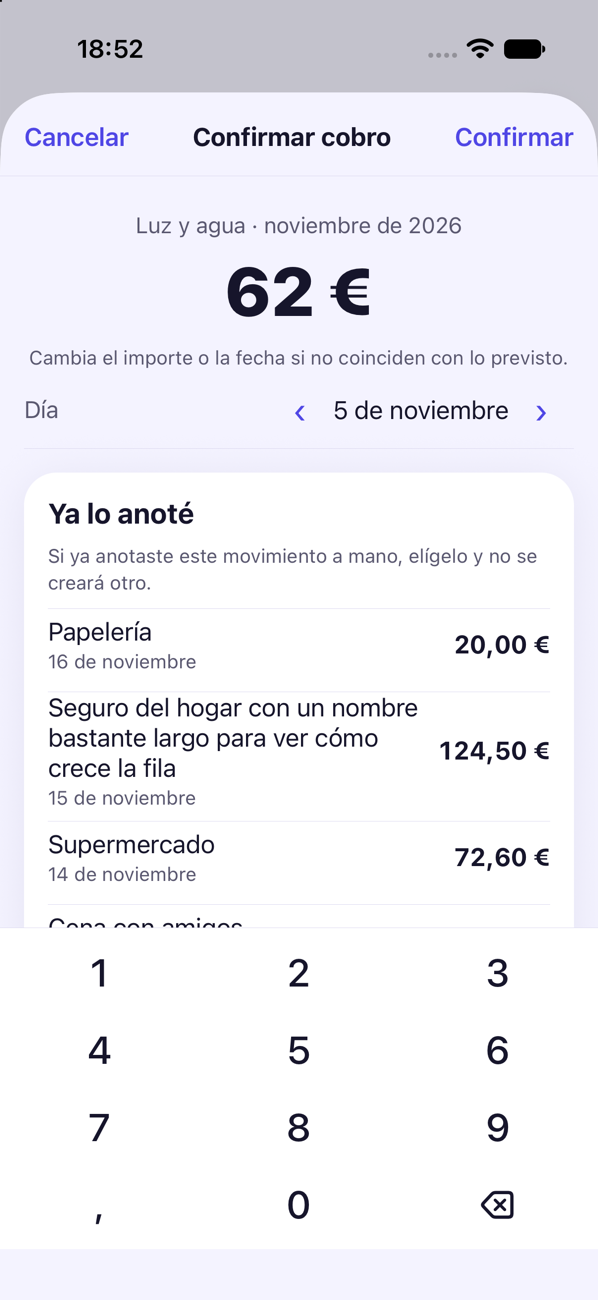 18:52
Cancelar
Confirmar cobro
Confirmar
Luz y agua · noviembre de 2026
62 €
Cambia el importe o la fecha si no coinciden con lo previsto.
Día
‹ 5 de noviembre ›
Ya lo anoté
Si ya anotaste este movimiento a mano, elígelo y no se
creará otro.
Papelería
20,00 €
16 de noviembre
Seguro del hogar con un nombre
bastante largo para ver cómo
crece la fila
124,50 €
15 de noviembre
Supermercado
72,60 €
14 de noviembre
Cena con amigos
1 2 3
4 5 6
7 8 9
, 0